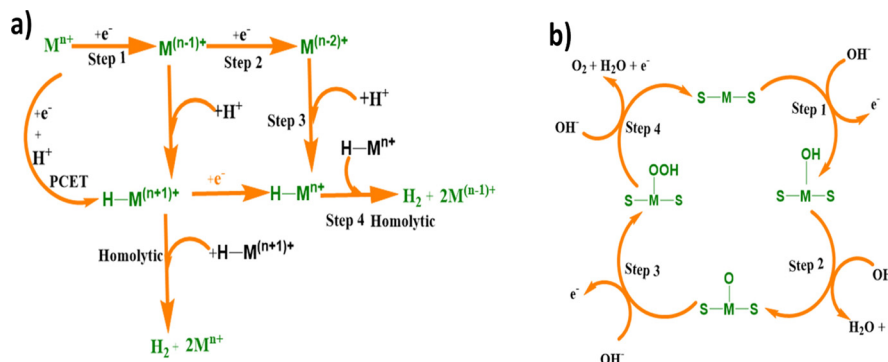 a)
Mⁿ⁺
+e⁻
Step 1
M⁽ⁿ⁻¹⁾⁺
+e⁻
Step 2
M⁽ⁿ⁻²⁾⁺
+e⁻
+
H⁺
PCET
+H⁺
Step 3
+H⁺
H–Mⁿ⁺
H–M⁽ⁿ⁺¹⁾⁺
+e⁻
H–Mⁿ⁺
H₂ + 2M⁽ⁿ⁻¹⁾⁺
Step 4 Homolytic
Homolytic
+H–M⁽ⁿ⁺¹⁾⁺
H₂ + 2Mⁿ⁺
b)
O₂ + H₂O + e⁻
S–M–S
OH⁻
Step 1
e⁻
OH⁻
Step 4
OH
S–M–S
OOH
S–M–S
Step 2
OH
H₂O +
Step 3
e⁻
O
S–M–S
OH⁻